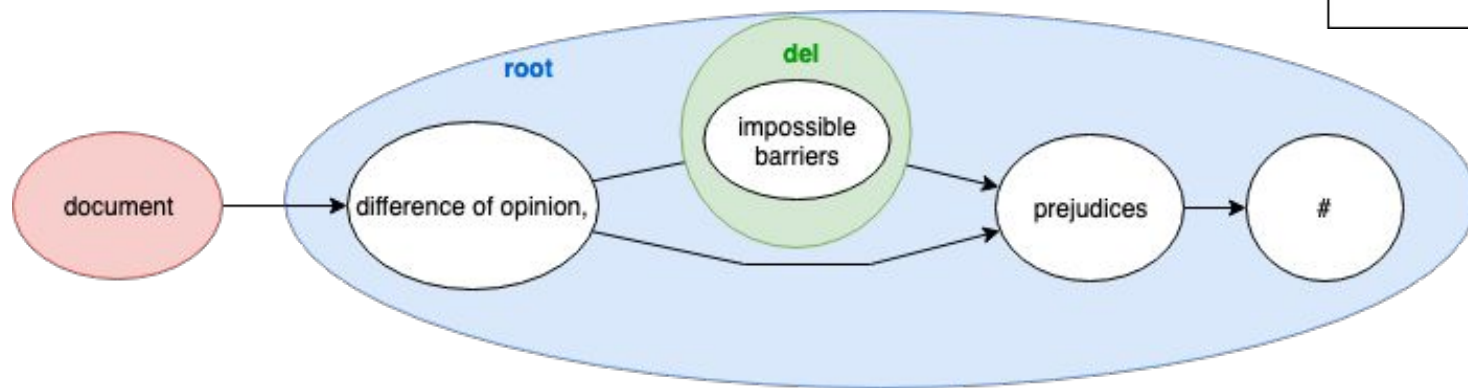 root
del
document
difference of opinion,
impossible
barriers
prejudices
#